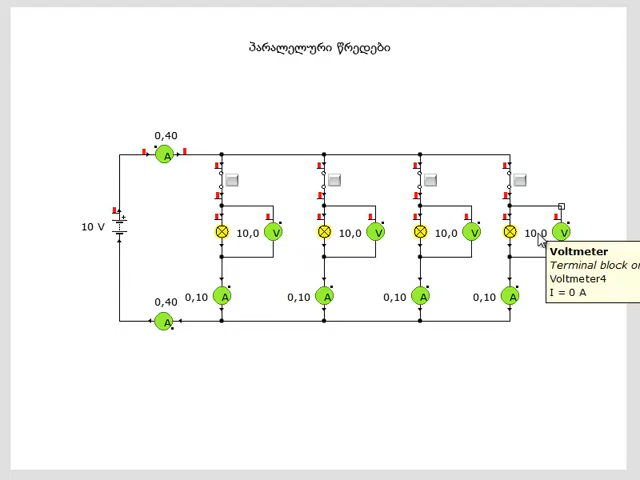 პარალელური წრედები
0,40
A
10 V
10,0 V
10,0 V
10,0 V
10,0 V
Voltmeter
Terminal block or
Voltmeter4
I = 0 A
0,10 A
0,10 A
0,10 A
0,10 A
0,40
A